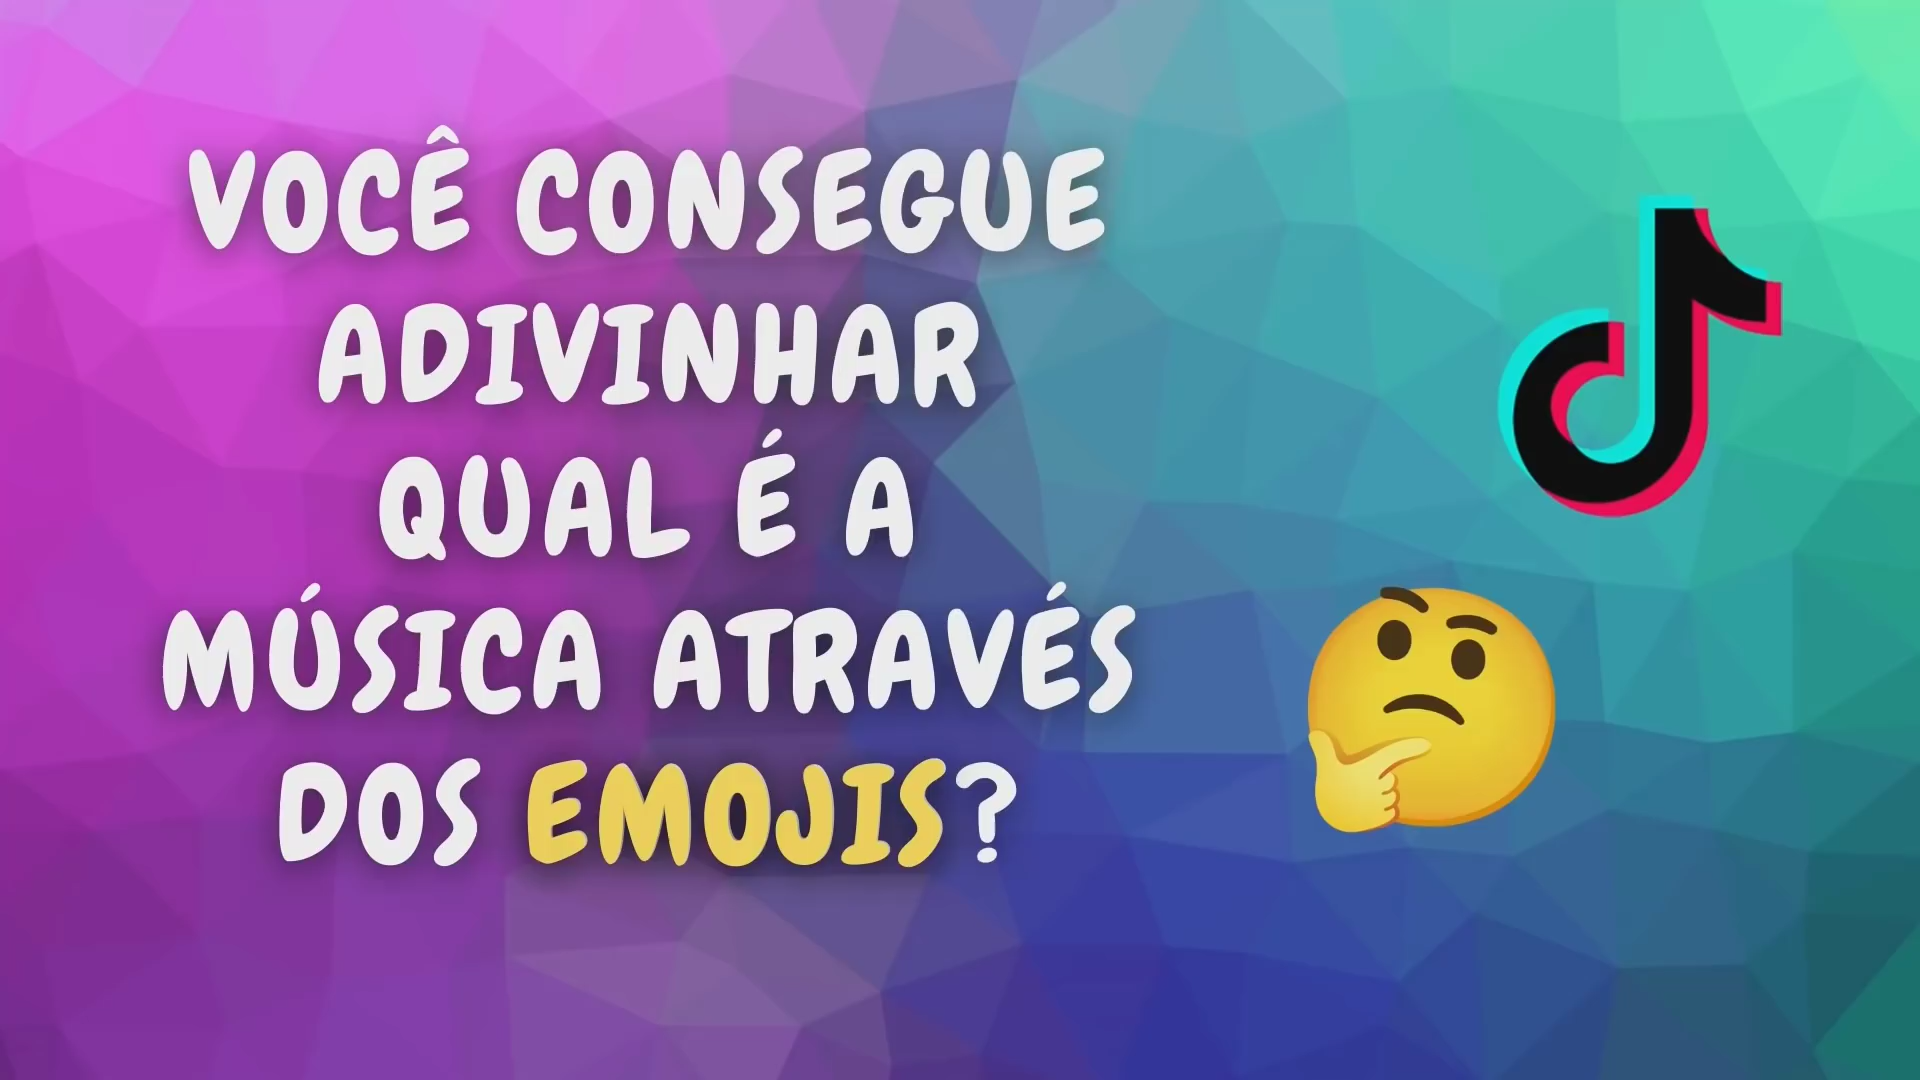 VOCÊ CONSEGUE
ADIVINHAR
QUAL É A
MÚSICA ATRAVÉS
DOS EMOJIS?